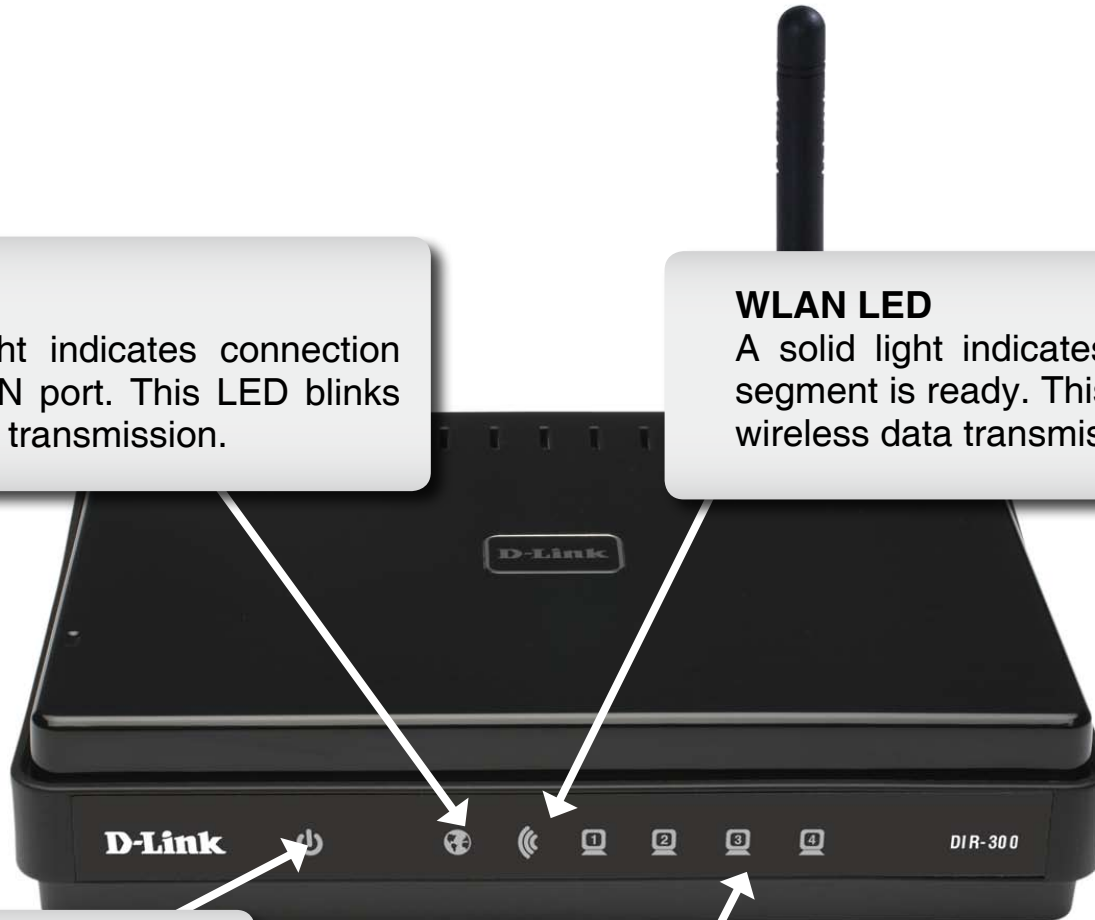 ht indicates connection
N port. This LED blinks
transmission.
WLAN LED
A solid light indicates
segment is ready. This
wireless data transmis
D-Link
D-Link
1
2
3
4
DIR-300